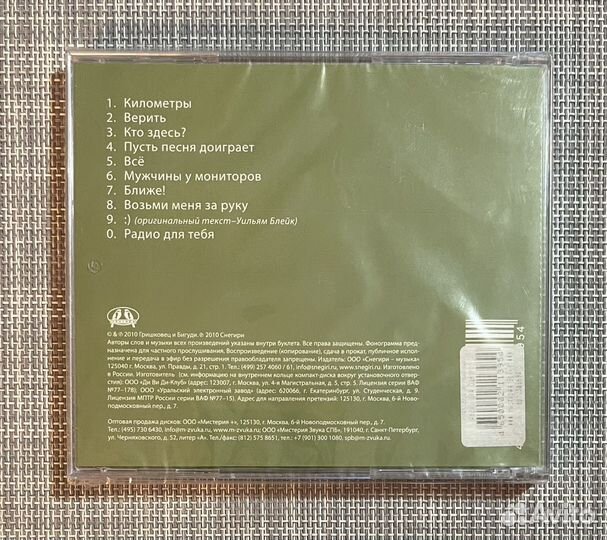 1. Километры
2. Верить
3. Кто здесь?
4. Пусть песня доиграет
5. Всё
6. Мужчины у мониторов
7. Ближе!
8. Возьми меня за руку
9. :) (оригинальный текст–Уильям Блейк)
0. Радио для тебя
© & ℗ 2010 Гришковец и Бигуди. ℗ 2010 Снегири
Авторы слов и музыки всех произведений указаны внутри буклета. Все права защищены. Фонограмма пред-
назначена для частного прослушивания. Воспроизведение (копирование), сдача в прокат, публичное исполне-
ние и передача в эфир без разрешения правообладателя запрещены. Издатель: ООО «Снегири – музыка»
125040 г. Москва, ул. Правды, д. 21, стр. 1. Тел.: (499) 257 4060 / 61, info@snegiri.ru, www.snegiri.ru. Изготовлено
в России. Изготовитель (см. информацию на внутреннем кольце компакт-диска вокруг установочного отвер-
стия): ООО «Ди Ви Ди-Клуб» (адрес: 123007, г. Москва, ул. 4-я Магистральная, д. 5, стр. 5. Лицензия серии ВАФ
№77–178); ООО «Уральский электронный завод» (адрес: 620066, г. Екатеринбург, ул. Студенческая, д. 9.
Лицензия МПТР России серии ВАФ №77-15). Адрес для направления претензий: 125130, г. Москва, 6-й Ново-
подмосковный пер., д. 7.
Оптовая продажа дисков: ООО «Мистерия +», 125130, г. Москва, 6-й Новоподмосковный пер., д. 7.
Тел.: (495) 730 6430, www.m-zvuka.ru, m-zvuka.ru; ООО «Мистерия Звука СПб», 191040, г. Санкт-Петербург,
ул. Черняховского, д. 52, литер «А». Тел./факс: (812) 575 8651, тел.: +7 (901) 300 1080, spb@m-zvuka.ru
54
Avito